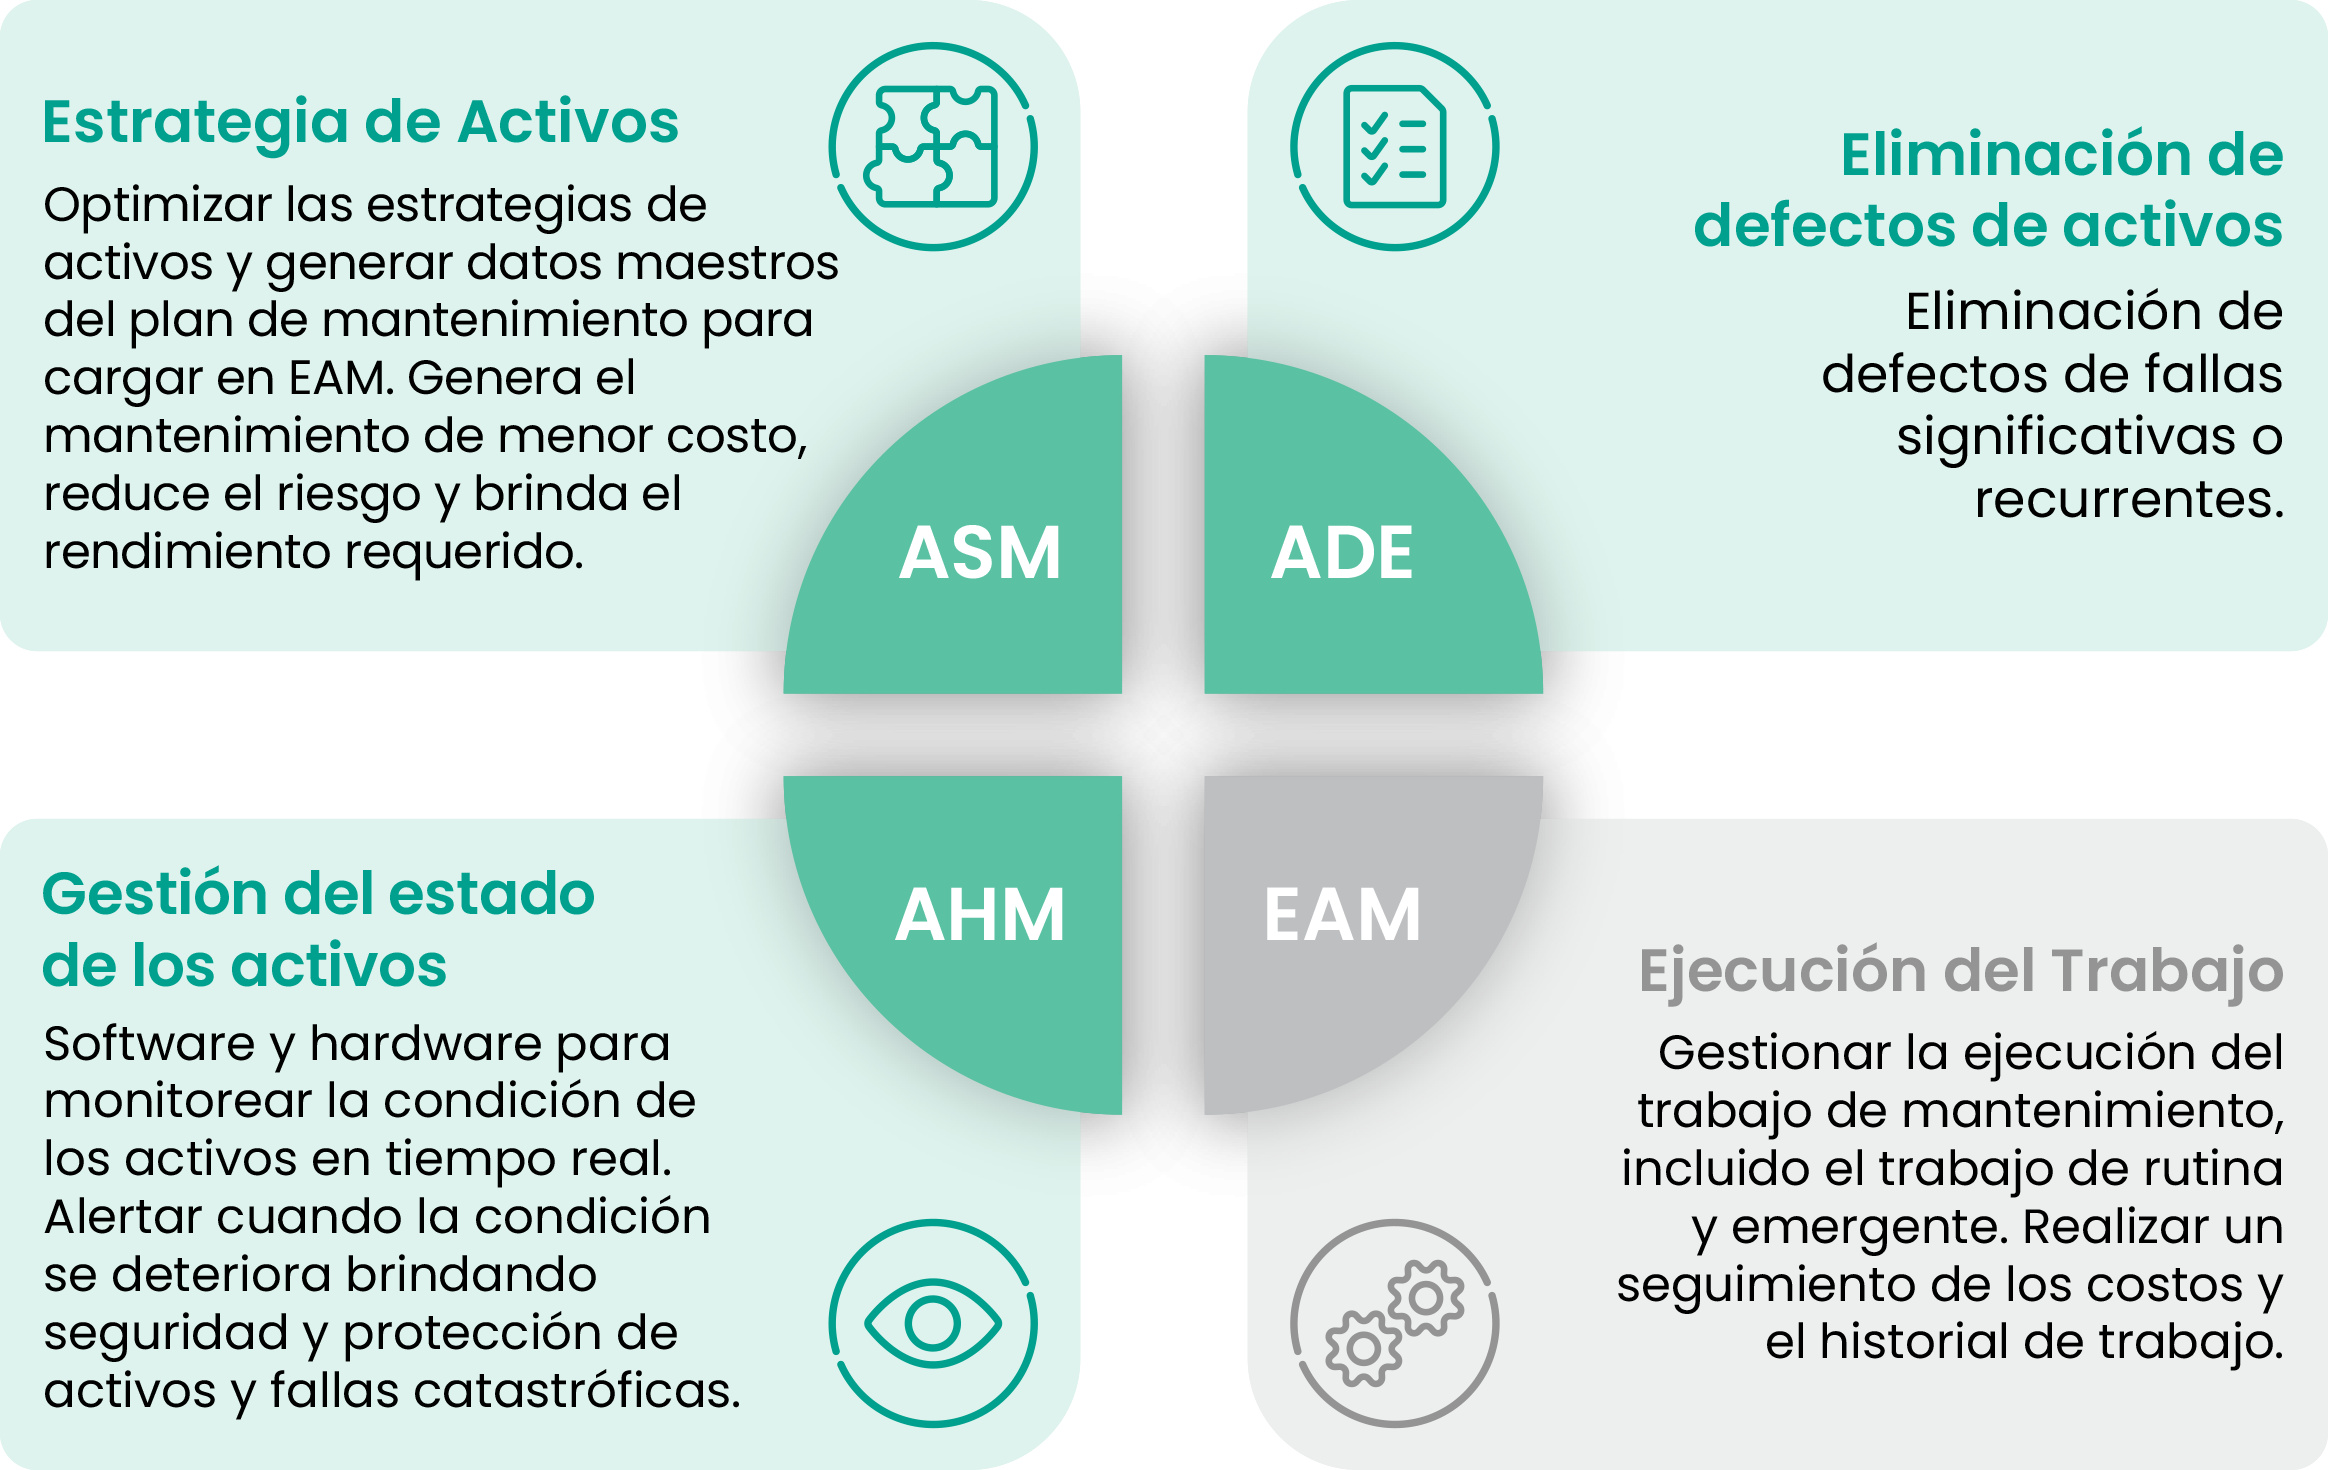 Estrategia de Activos
Optimizar las estrategias de
activos y generar datos maestros
del plan de mantenimiento para
cargar en EAM. Genera el
mantenimiento de menor costo,
reduce el riesgo y brinda el
rendimiento requerido.
ASM
Eliminación de
defectos de activos
Eliminación de
defectos de fallas
significativas o
recurrentes.
ADE
Gestión del estado
de los activos
Software y hardware para
monitorear la condición de
los activos en tiempo real.
Alertar cuando la condición
se deteriora brindando
seguridad y protección de
activos y fallas catastróficas.
AHM
EAM
Ejecución del Trabajo
Gestionar la ejecución del
trabajo de mantenimiento,
incluido el trabajo de rutina
y emergente. Realizar un
seguimiento de los costos y
el historial de trabajo.